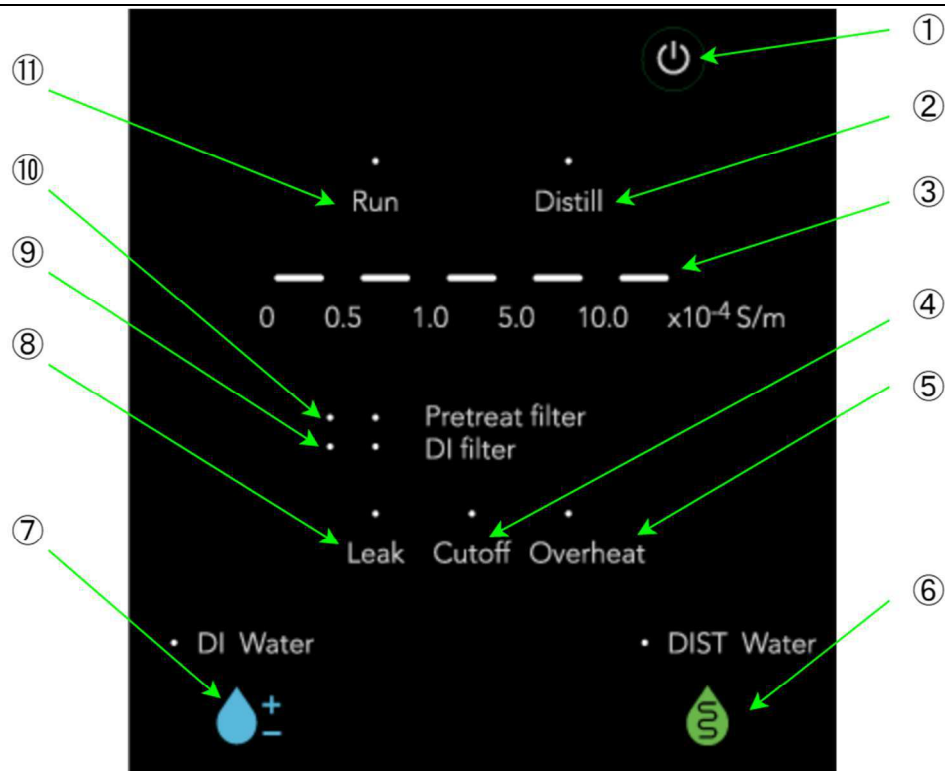 ①
⑪
②
⑩
Run Distill
③
⑨
0 0.5 1.0 5.0 10.0 x10⁻⁴ S/m
④
⑧
⑤
Pretreat filter
DI filter
⑦
Leak Cutoff Overheat
⑥
DI Water DIST Water
+
−